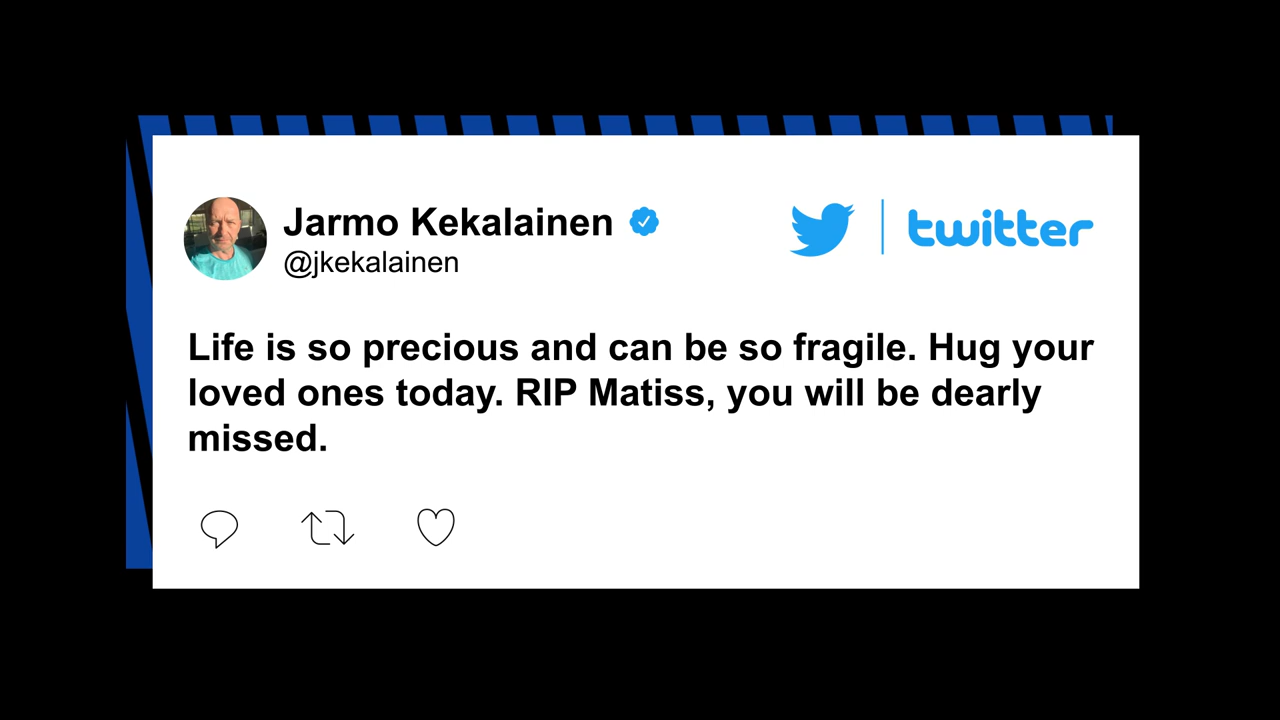 Jarmo Kekalainen
@jkekalainen
twitter
Life is so precious and can be so fragile. Hug your
loved ones today. RIP Matiss, you will be dearly
missed.